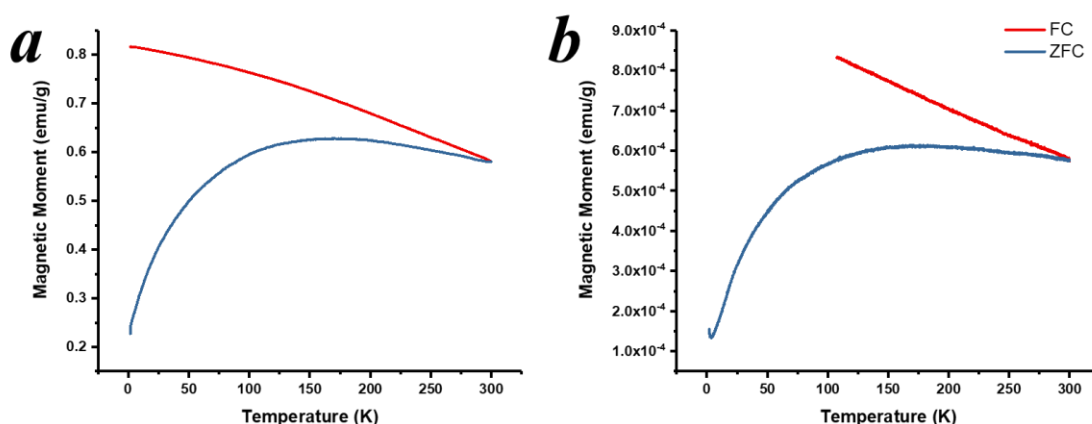 a
0.8
0.7
0.6
0.5
0.4
0.3
0.2
Magnetic Moment (emu/g)
0 50 100 150 200 250 300
Temperature (K)
b
9.0x10⁻⁴
8.0x10⁻⁴
7.0x10⁻⁴
6.0x10⁻⁴
5.0x10⁻⁴
4.0x10⁻⁴
3.0x10⁻⁴
2.0x10⁻⁴
1.0x10⁻⁴
Magnetic Moment (emu/g)
0 50 100 150 200 250 300
Temperature (K)
FC
ZFC